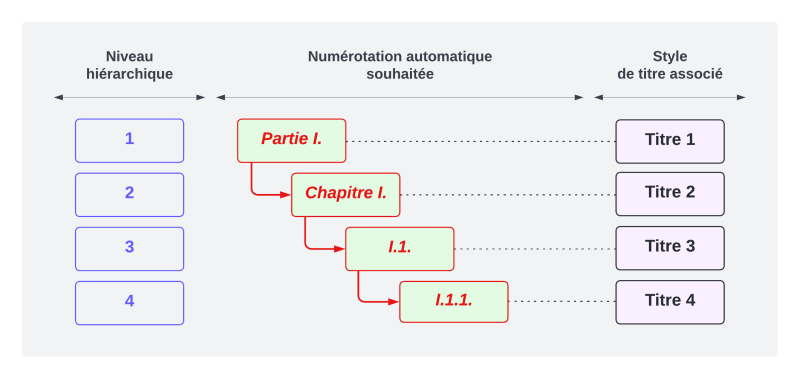 Niveau
hiérarchique
Numérotation automatique
souhaitée
Style
de titre associé
1
Partie I.
Titre 1
2
Chapitre I.
Titre 2
3
I.1.
Titre 3
4
I.1.1.
Titre 4